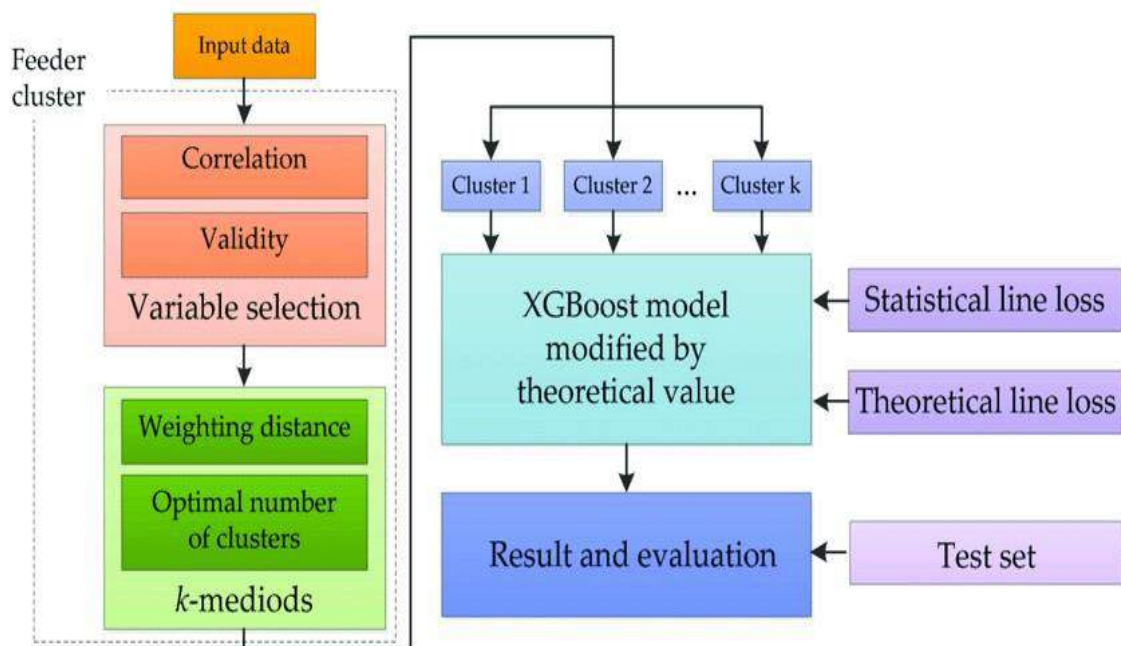 Input data
Feeder
cluster
Correlation
Validity
Variable selection
Weighting distance
Optimal number
of clusters
k-mediods
Cluster 1
Cluster 2
...
Cluster k
XGBoost model
modified by
theoretical value
Statistical line loss
Theoretical line loss
Result and evaluation
Test set